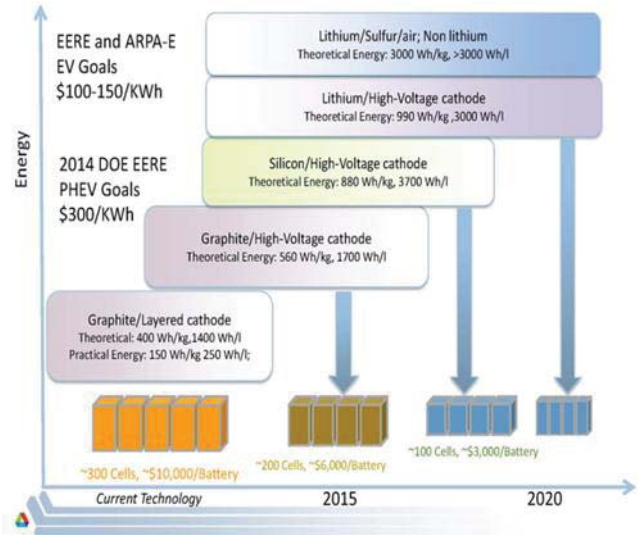 EERE and ARPA-E
EV Goals
$100-150/KWh
Lithium/Sulfur/air; Non lithium
Theoretical Energy: 3000 Wh/kg, >3000 Wh/l
Lithium/High-Voltage cathode
Theoretical Energy: 990 Wh/kg ,3000 Wh/l
2014 DOE EERE
PHEV Goals
$300/KWh
Silicon/High-Voltage cathode
Theoretical Energy: 880 Wh/kg, 3700 Wh/l
Graphite/High-Voltage cathode
Theoretical Energy: 560 Wh/kg, 1700 Wh/l
Graphite/Layered cathode
Theoretical: 400 Wh/kg,1400 Wh/l
Practical Energy: 150 Wh/kg 250 Wh/l;
Energy
~300 Cells, ~$10,000/Battery
~200 Cells, ~$6,000/Battery
~100 Cells, ~$3,000/Battery
Current Technology
2015
2020